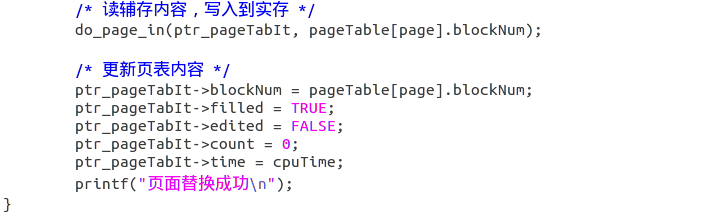 /* 读辅存内容，写入到实存 */
do_page_in(ptr_pageTabIt, pageTable[page].blockNum);
/* 更新页表内容 */
ptr_pageTabIt->blockNum = pageTable[page].blockNum;
ptr_pageTabIt->filled = TRUE;
ptr_pageTabIt->edited = FALSE;
ptr_pageTabIt->count = 0;
ptr_pageTabIt->time = cpuTime;
printf("页面替换成功\n");
}